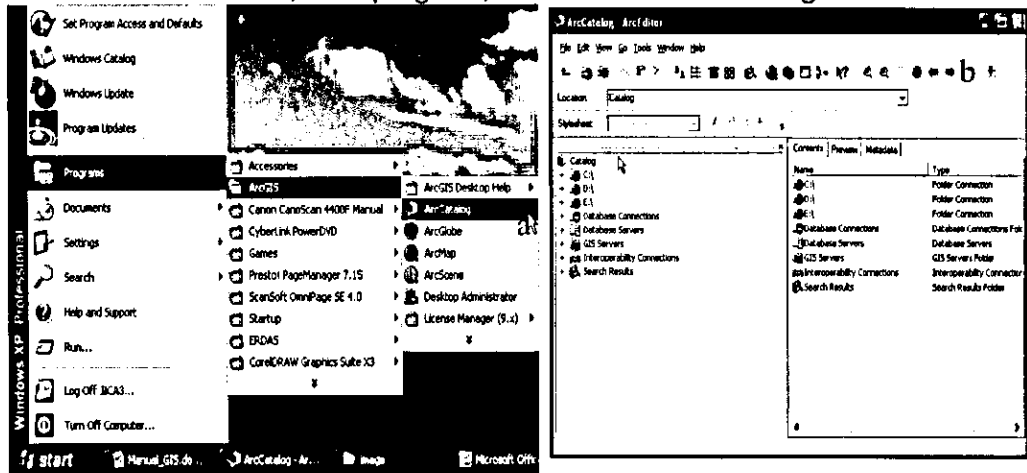 Set Program Access and Defaults
Windows Catalog
Windows Update
Program Updates
Programs
Documents
Settings
Search
Help and Support
Run...
Log Off JICA3...
Turn Off Computer...
Windows XP Professional
Accessories
ArcGIS
Canon CanoScan 4400F Manual
CyberLink PowerDVD
Games
Presto! PageManager 7.15
ScanSoft OmniPage SE 4.0
Startup
ERDAS
CorelDRAW Graphics Suite X3
ArcGIS Desktop Help
ArcCatalog
ArcGlobe
ArcMap
ArcScene
Desktop Administrator
License Manager (9.x)
start
Manual_GIS.do...
ArcCatalog - Ar...
image
Microsoft Offic
ArcCatalog - ArcEditor
File Edit View Go Tools Window Help
Location: Catalog
Stylesheet:
Catalog
C:\
D:\
E:\
Database Connections
Database Servers
GIS Servers
Interoperability Connections
Search Results
Contents Preview Metadata
Name Type
C:\ Folder Connection
D:\ Folder Connection
E:\ Folder Connection
Database Connections Database Connections Fol
Database Servers Database Servers
GIS Servers GIS Servers Folder
Interoperability Connections Interoperability Connection
Search Results Search Results Folder